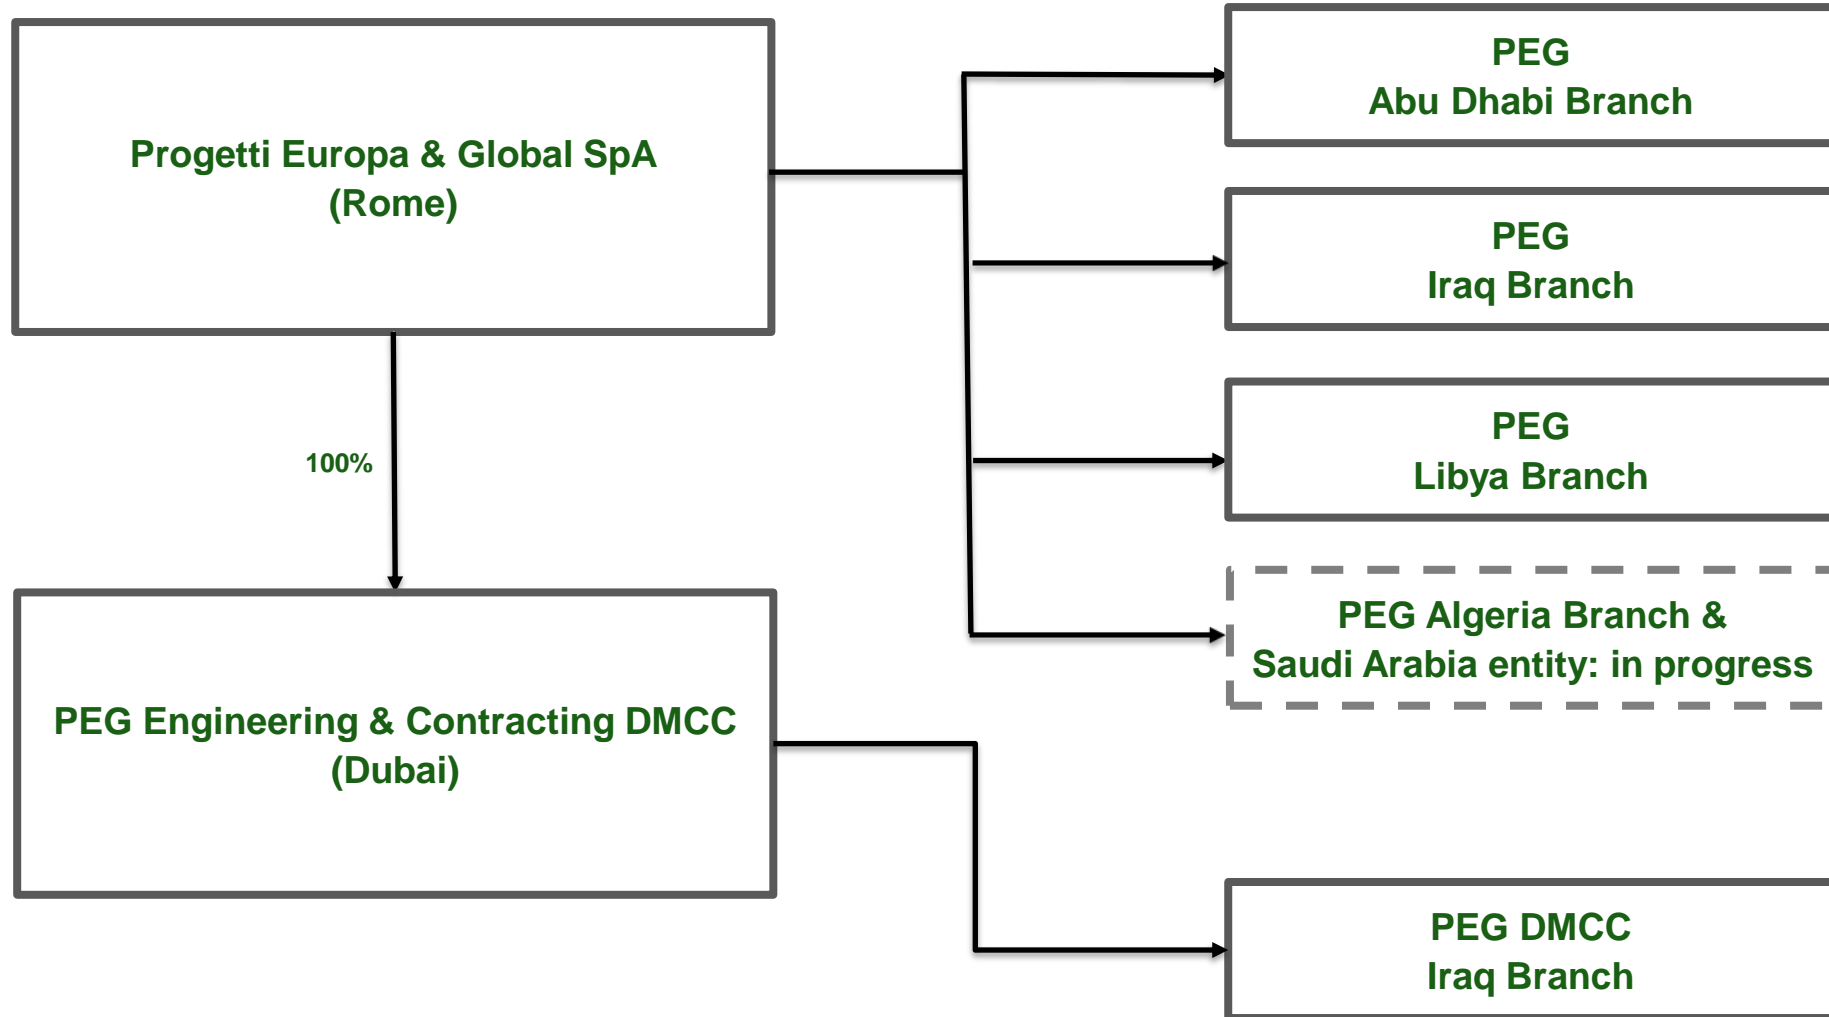 Progetti Europa & Global SpA
(Rome)
100%
PEG Engineering & Contracting DMCC
(Dubai)
PEG
Abu Dhabi Branch
PEG
Iraq Branch
PEG
Libya Branch
PEG Algeria Branch &
Saudi Arabia entity: in progress
PEG DMCC
Iraq Branch